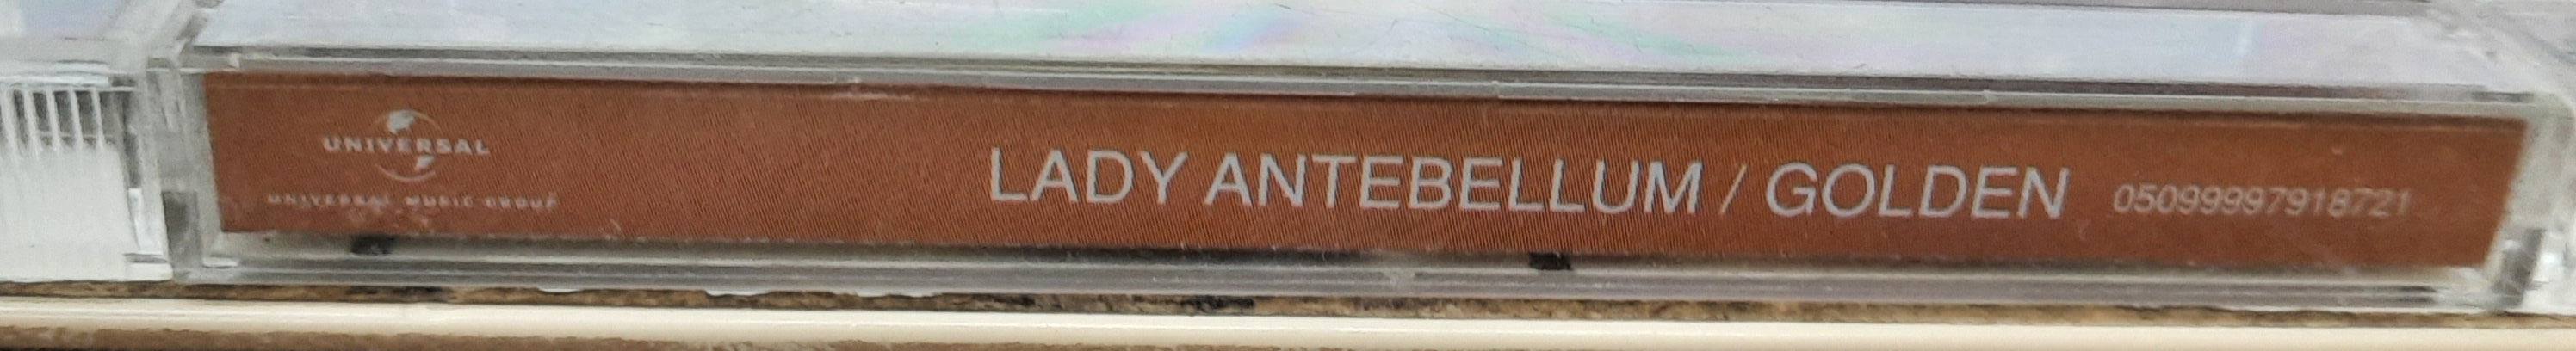 UNIVERSAL
UNIVERSAL MUSIC GROUP
LADY ANTEBELLUM / GOLDEN 05099997918721